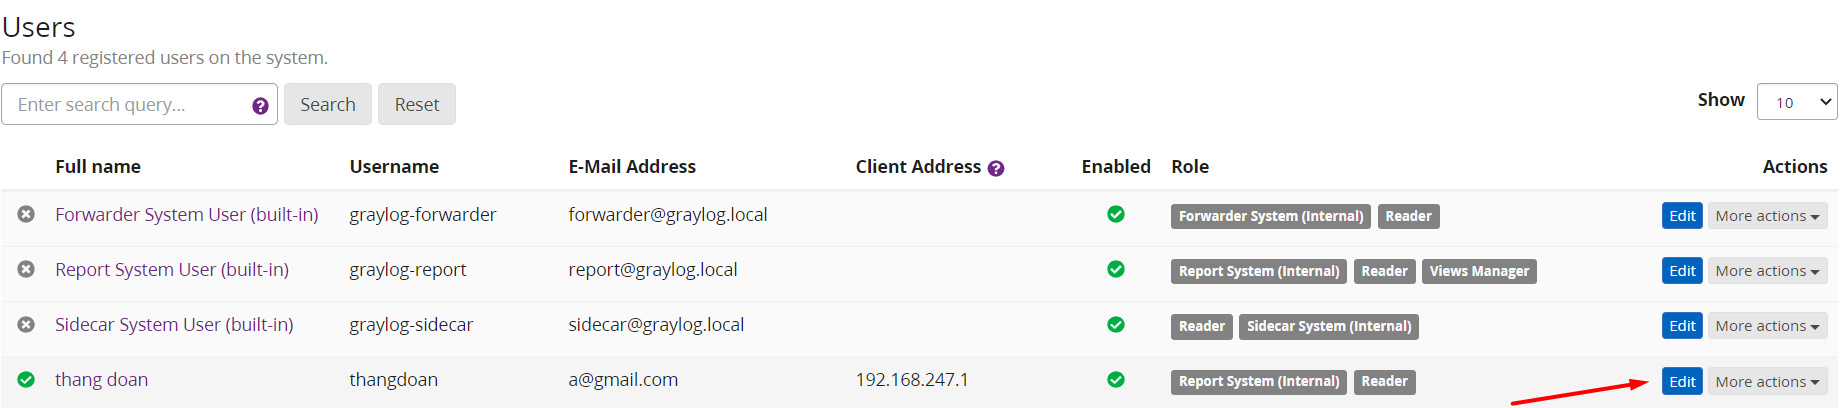 Users
Found 4 registered users on the system.
Enter search query... ? Search Reset Show 10
Full name Username E-Mail Address Client Address ? Enabled Role Actions
Forwarder System User (built-in) graylog-forwarder forwarder@graylog.local Forwarder System (Internal) Reader Edit More actions
Report System User (built-in) graylog-report report@graylog.local Report System (Internal) Reader Views Manager Edit More actions
Sidecar System User (built-in) graylog-sidecar sidecar@graylog.local Reader Sidecar System (Internal) Edit More actions
thang doan thangdoan a@gmail.com 192.168.247.1 Report System (Internal) Reader Edit More actions